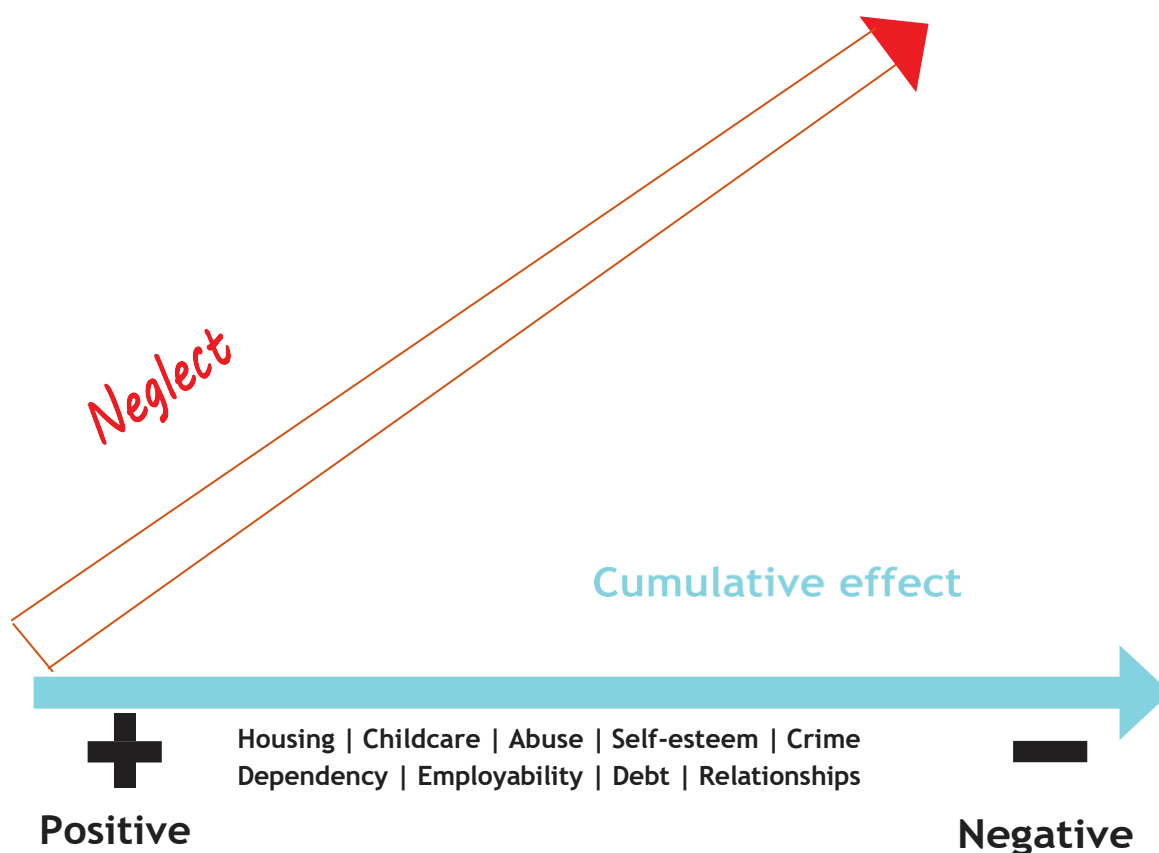 Neglect
Cumulative effect
Housing | Childcare | Abuse | Self-esteem | Crime
Dependency | Employability | Debt | Relationships
Positive
Negative